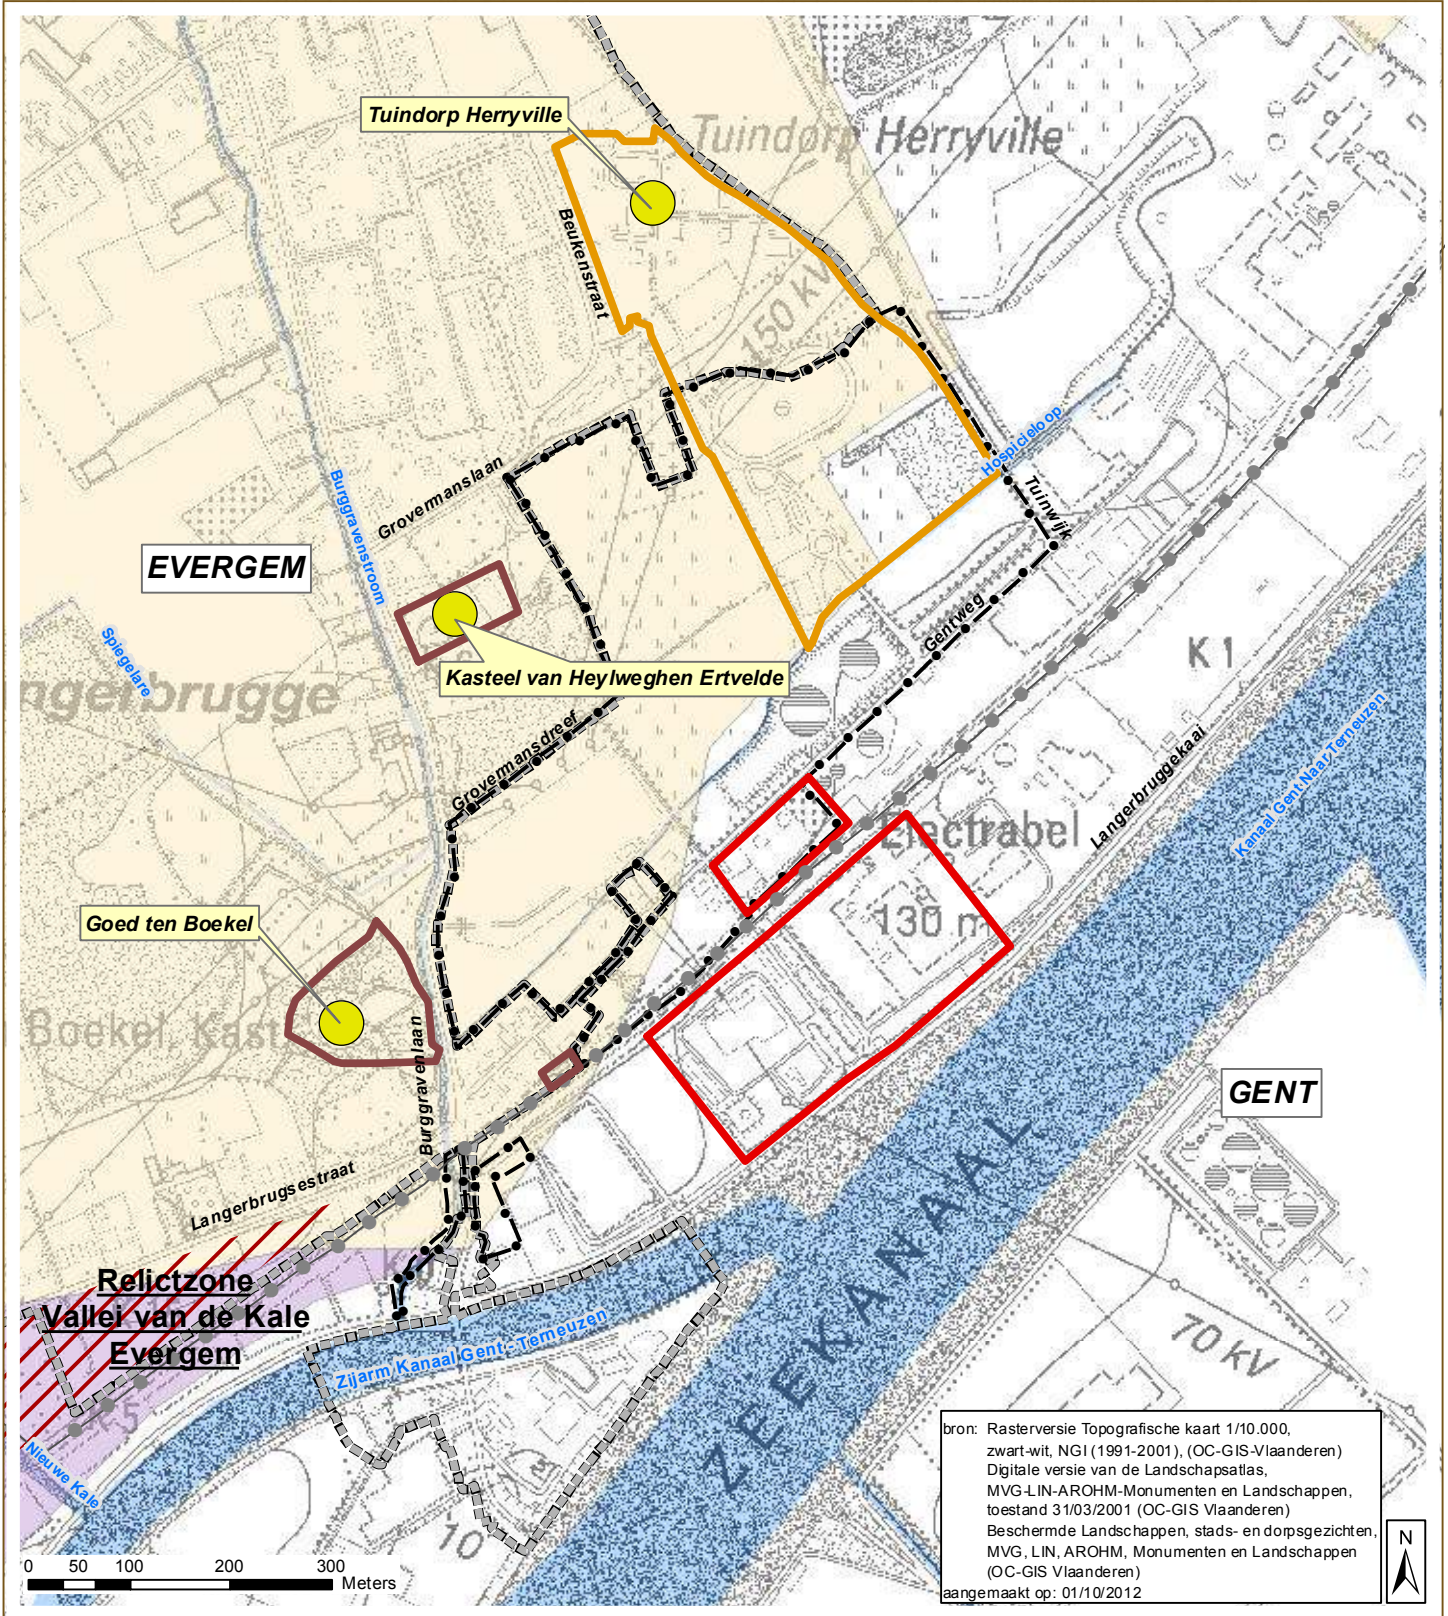 Tuindorp Herryville
Tuindorp Herryville
Beukenstraat
150 kV
Hospicieloop
Tuinwijk
Grovermanslaan
Burggravenstroom
EVERGEM
Spiegelare
Kasteel van Heylweghen Ertvelde
ngerbrugge
Gentweg
K 1
Grovermansdreef
Langerbruggekaai
Kanaal Gent Naar Terneuzen
Electrabel
130 m
Goed ten Boekel
Boekel, Kast
Burggravenlaan
GENT
Langerbrugsestraat
ZEEKANAAL
Relictzone
Vallei van de Kale
Evergem
Zijarm Kanaal Gent - Terneuzen
70 kV
Nieuwe Kale
10
bron: Rasterversie Topografische kaart 1/10.000,
zwart-wit, NGI (1991-2001), (OC-GIS-Vlaanderen)
Digitale versie van de Landschapsatlas,
MVG-LIN-AROHM-Monumenten en Landschappen,
toestand 31/03/2001 (OC-GIS Vlaanderen)
Beschermde Landschappen, stads- en dorpsgezichten,
MVG, LIN, AROHM, Monumenten en Landschappen
(OC-GIS Vlaanderen)
aangemaakt op: 01/10/2012
N
0 50 100 200 300
Meters